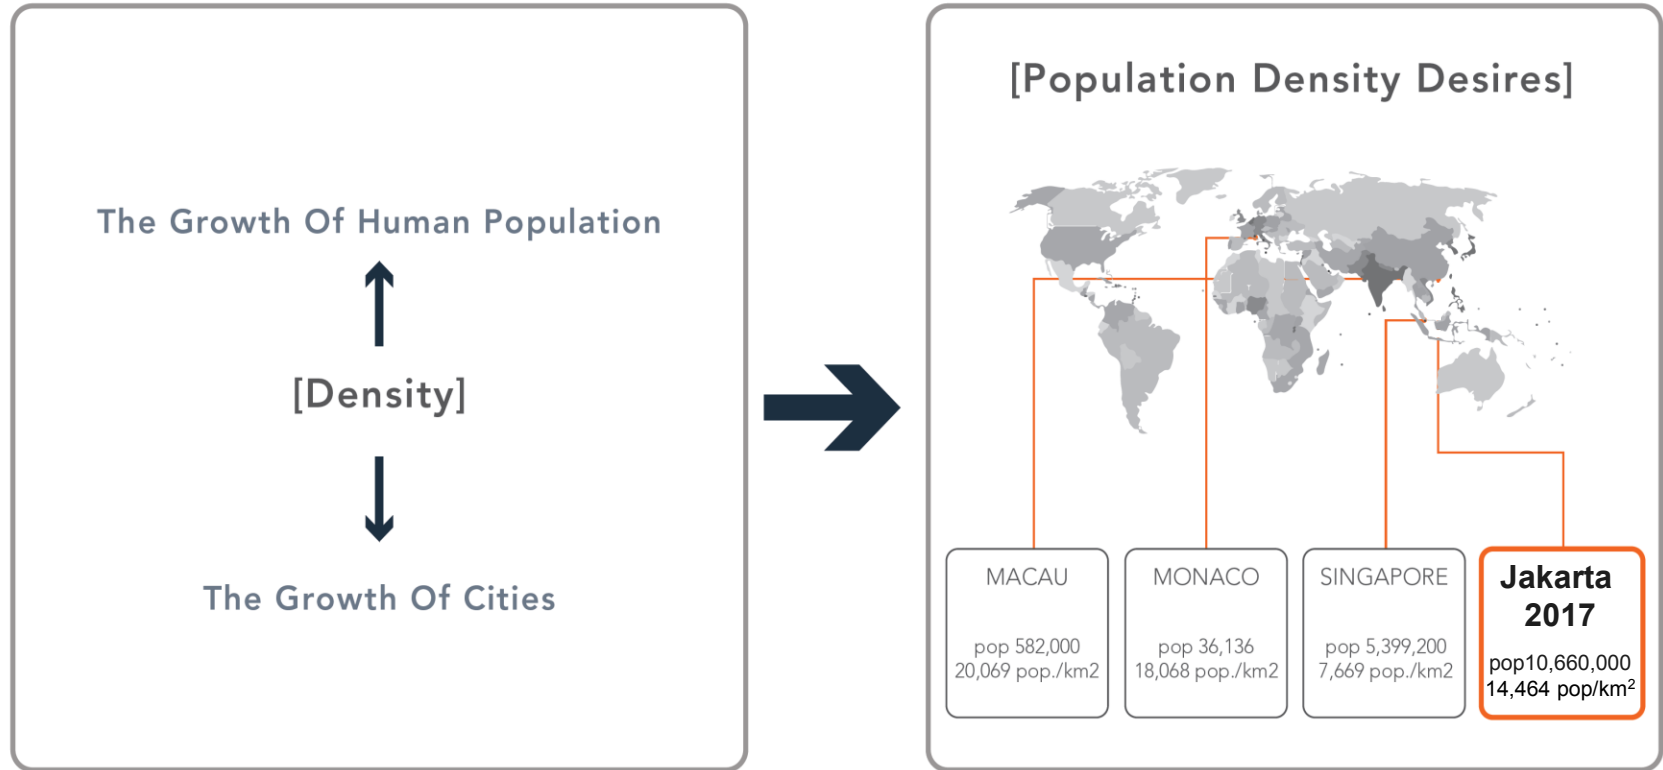 The Growth Of Human Population
[Density]
The Growth Of Cities
[Population Density Desires]
MACAU
pop 582,000
20,069 pop./km2
MONACO
pop 36,136
18,068 pop./km2
SINGAPORE
pop 5,399,200
7,669 pop./km2
Jakarta
2017
pop10,660,000
14,464 pop/km²